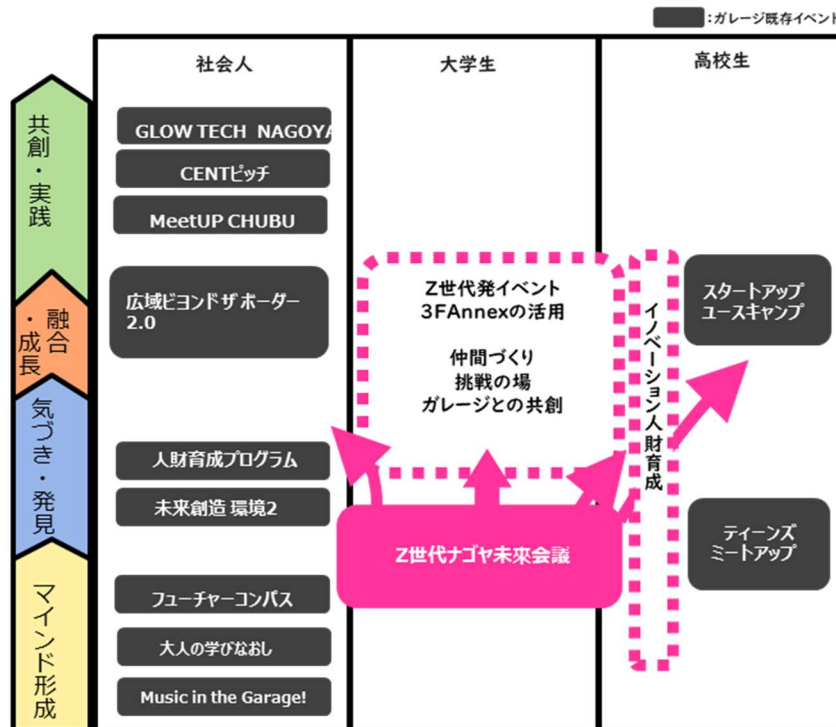 :ガレージ既存イベント
社会人
大学生
高校生
共創・実践
融合
・成長
気づき・発見
マインド形成
GLOW TECH NAGOYA
CENTピッチ
MeetUP CHUBU
広域ビヨンド ザ ボーダー
2.0
人財育成プログラム
未来創造 環境2
フューチャーコンパス
大人の学びなおし
Music in the Garage!
Z世代発イベント
3FAnnexの活用
仲間づくり
挑戦の場
ガレージとの共創
Z世代ナゴヤ未來会議
イノベーション人財育成
スタートアップ
ユースキャンプ
ティーンズ
ミートアップ